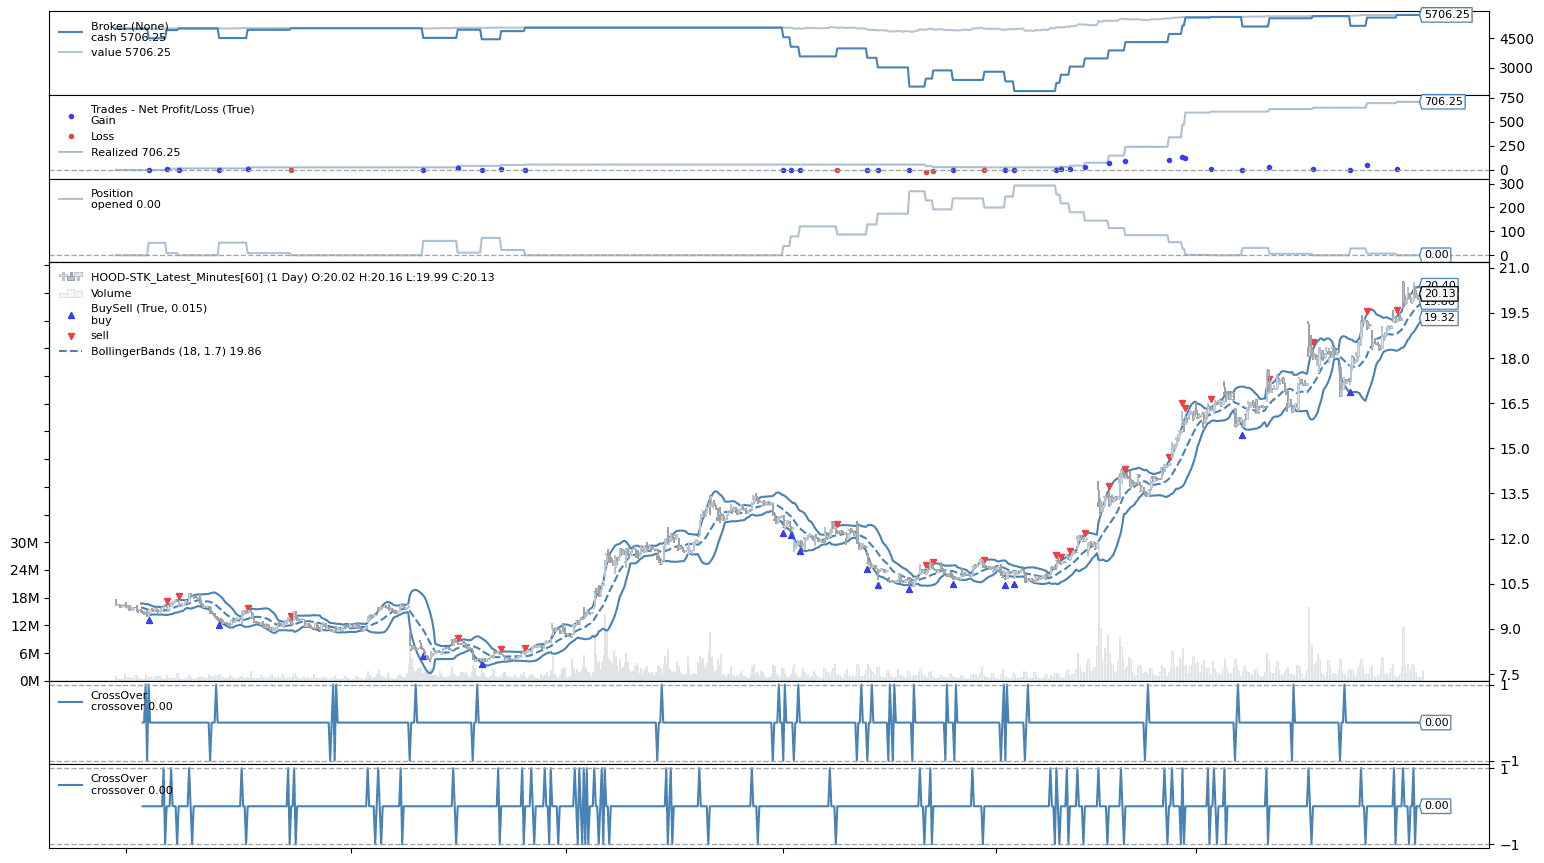 Broker (None)
cash 5706.25
value 5706.25
5706.25
4500
3000
Trades - Net Profit/Loss (True)
Gain
Loss
Realized 706.25
706.25
750
500
250
0
Position
opened 0.00
300
200
100
0
0.00
HOOD-STK_Latest_Minutes[60] (1 Day) O:20.02 H:20.16 L:19.99 C:20.13
Volume
BuySell (True, 0.015)
buy
sell
BollingerBands (18, 1.7) 19.86
21.0
20.40
20.13
19.86
19.32
19.5
18.0
16.5
15.0
13.5
12.0
10.5
9.0
7.5
30M
24M
18M
12M
6M
0M
CrossOver
crossover 0.00
1
0.00
−1
CrossOver
crossover 0.00
1
0.00
−1